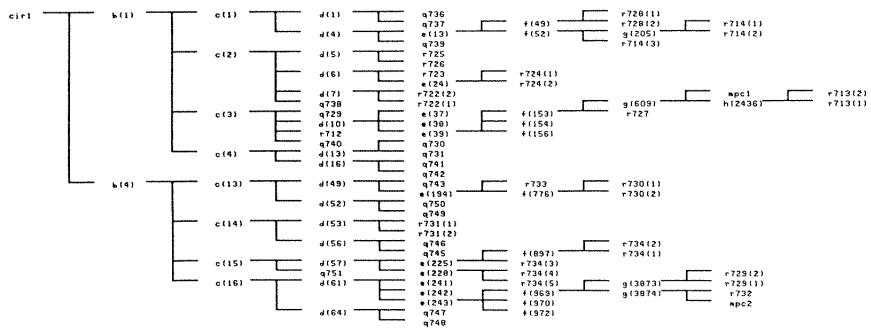 r728(1)
cir1 b(1) c(1) d(1) q736
q737 f(49) r728(2) r714(1)
d(4) e(13) f(52) g(205) r714(2)
q739 r714(3)
c(2) d(5) r725
r726
d(6) r723 r724(1)
e(24) r724(2)
d(7) r722(2) mpc1 r713(2)
q738 r722(1) g(609) h(2436) r713(1)
c(3) q729 e(37) f(153) r727
d(10) e(38) f(154)
r712 e(39) f(156)
q740 q730
c(4) d(13) q731
d(16) q741
q742
b(4) c(13) d(49) q743 r733 r730(1)
e(194) f(776) r730(2)
d(52) q750
q749
c(14) d(53) r731(1)
r731(2)
d(56) q746 r734(2)
q745 f(897) r734(1)
c(15) d(57) e(225) r734(3)
q751 e(228) r734(4) r729(2)
c(16) d(61) e(241) r734(5) g(3873) r729(1)
e(242) f(969) g(3874) r732
e(243) f(970) mpc2
d(64) q747 f(972)
q748